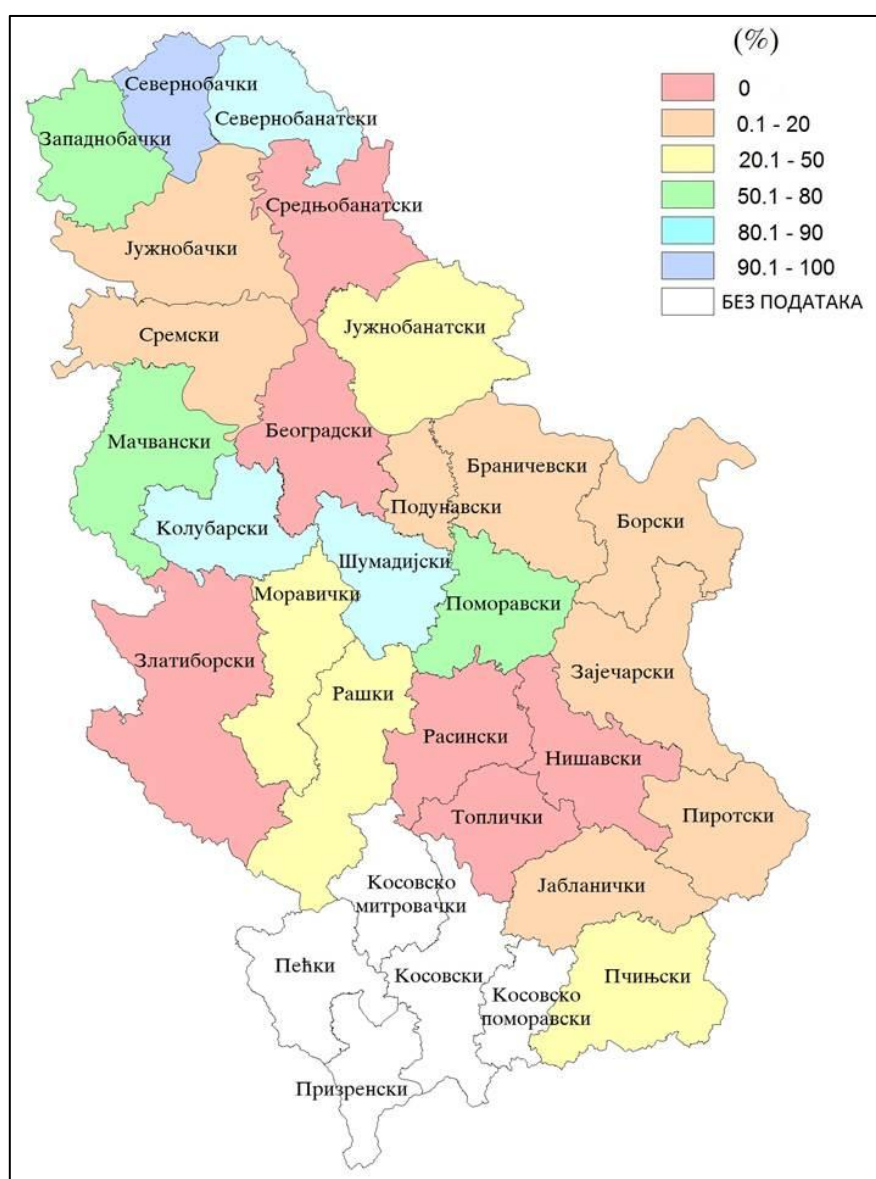 (%)
0
0.1 - 20
20.1 - 50
50.1 - 80
80.1 - 90
90.1 - 100
БЕЗ ПОДАТАКА
Севернобачки
Севернобанатски
Западнобачки
Средњобанатски
Јужнобачки
Јужнобанатски
Сремски
Мачвански
Београдски
Браничевски
Подунавски
Борски
Колубарски
Шумадијски
Моравички
Поморавски
Златиборски
Зајечарски
Рашки
Расински
Нишавски
Топлички
Пиротски
Јабланички
Косовско
митровачки
Пећки
Косовски
Косовско
поморавски
Пчињски
Призренски